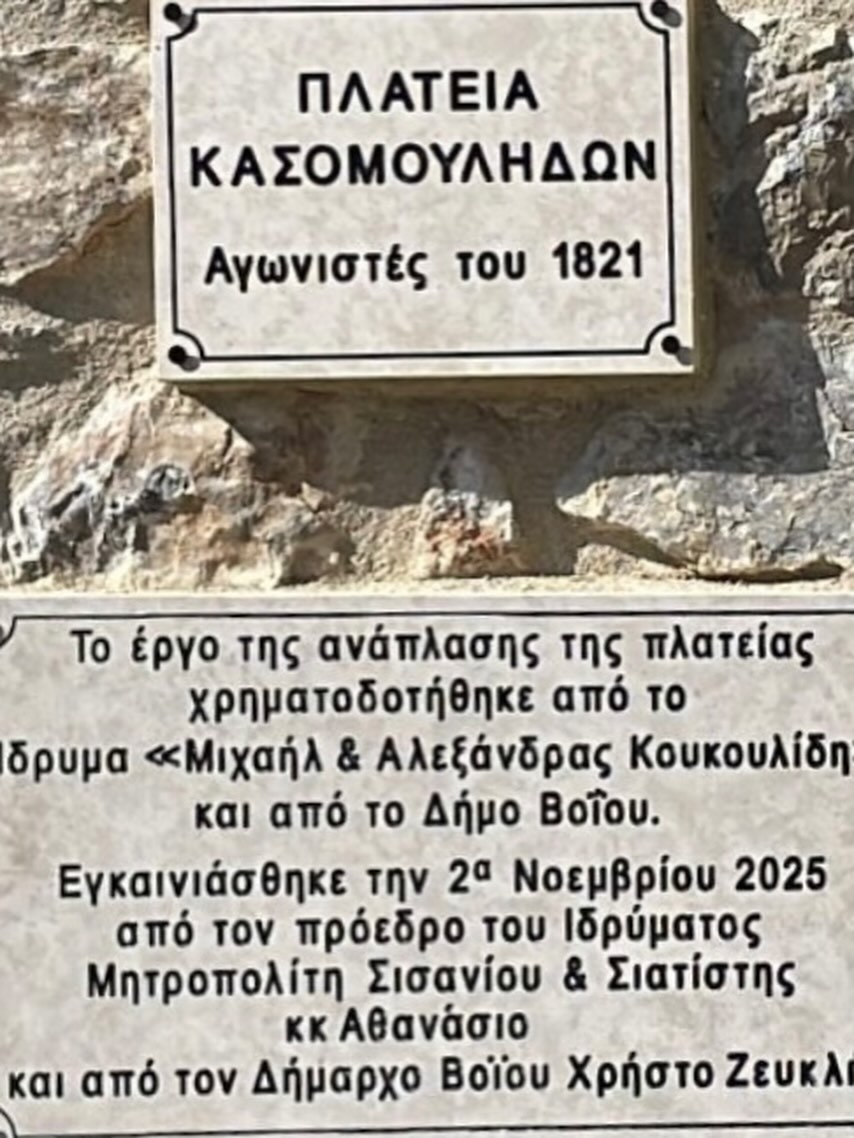 ΠΛΑΤΕΙΑ
ΚΑΣΟΜΟΥΛΗΔΩΝ
Αγωνιστές του 1821
Το έργο της ανάπλασης της πλατείας
χρηματοδοτήθηκε από το
Ιδρυμα «Μιχαήλ & Αλεξάνδρας Κουκουλίδη»
και από το Δήμο Βοΐου.
Εγκαινιάσθηκε την 2α Νοεμβρίου 2025
από τον πρόεδρο του Ιδρύματος
Μητροπολίτη Σισανίου & Σιατίστης
κκ Αθανάσιο
και από τον Δήμαρχο Βοϊου Χρήστο